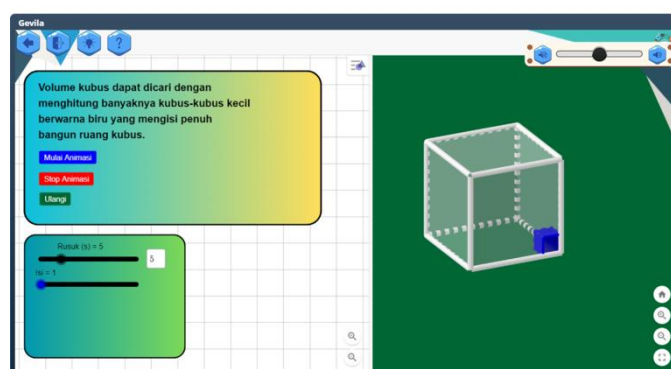 Gevila
?
Volume kubus dapat dicari dengan
menghitung banyaknya kubus-kubus kecil
berwarna biru yang mengisi penuh
bangun ruang kubus.
Mulai Animasi
Stop Animasi
Ulangi
Rusuk (s) = 5
5
Isi = 1